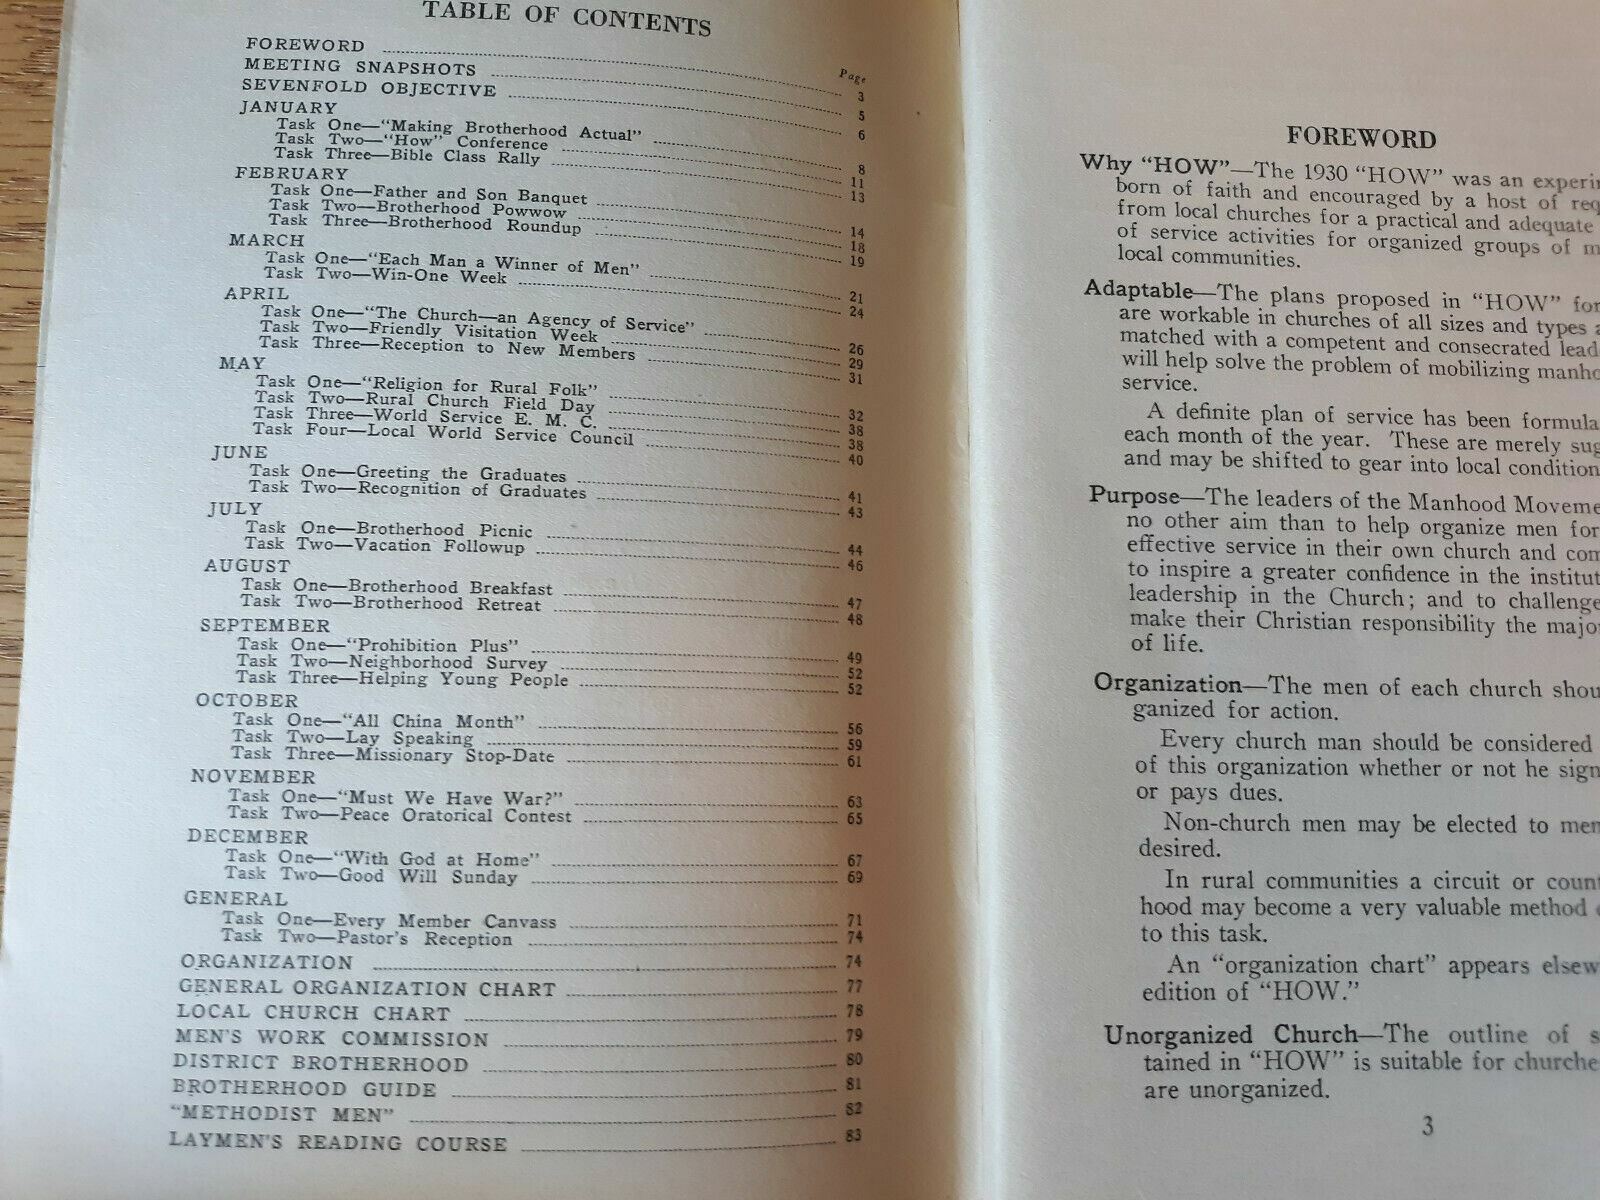 TABLE OF CONTENTS
Page
FOREWORD 3
MEETING SNAPSHOTS 5
SEVENFOLD OBJECTIVE 6
JANUARY
Task One—"Making Brotherhood Actual" 8
Task Two—"How" Conference 11
Task Three—Bible Class Rally 13
FEBRUARY
Task One—Father and Son Banquet 14
Task Two—Brotherhood Powwow 18
Task Three—Brotherhood Roundup 19
MARCH
Task One—"Each Man a Winner of Men" 21
Task Two—Win-One Week 24
APRIL
Task One—"The Church—an Agency of Service" 26
Task Two—Friendly Visitation Week 29
Task Three—Reception to New Members 31
MAY
Task One—"Religion for Rural Folk" 32
Task Two—Rural Church Field Day 38
Task Three—World Service E. M. C. 38
Task Four—Local World Service Council 40
JUNE
Task One—Greeting the Graduates 41
Task Two—Recognition of Graduates 43
JULY
Task One—Brotherhood Picnic 44
Task Two—Vacation Followup 46
AUGUST
Task One—Brotherhood Breakfast 47
Task Two—Brotherhood Retreat 48
SEPTEMBER
Task One—"Prohibition Plus" 49
Task Two—Neighborhood Survey 52
Task Three—Helping Young People 52
OCTOBER
Task One—"All China Month" 56
Task Two—Lay Speaking 59
Task Three—Missionary Stop-Date 61
NOVEMBER
Task One—"Must We Have War?" 63
Task Two—Peace Oratorical Contest 65
DECEMBER
Task One—"With God at Home" 67
Task Two—Good Will Sunday 69
GENERAL
Task One—Every Member Canvass 71
Task Two—Pastor's Reception 74
ORGANIZATION 74
GENERAL ORGANIZATION CHART 77
LOCAL CHURCH CHART 78
MEN'S WORK COMMISSION 79
DISTRICT BROTHERHOOD 80
BROTHERHOOD GUIDE 81
"METHODIST MEN" 82
LAYMEN'S READING COURSE 83
FOREWORD
Why "HOW"—The 1930 "HOW" was an experi
born of faith and encouraged by a host of req
from local churches for a practical and adequate
of service activities for organized groups of m
local communities.
Adaptable—The plans proposed in "HOW" for
are workable in churches of all sizes and types a
matched with a competent and consecrated lead
will help solve the problem of mobilizing manho
service.
A definite plan of service has been formula
each month of the year. These are merely sug
and may be shifted to gear into local condition
Purpose—The leaders of the Manhood Moveme
no other aim than to help organize men for
effective service in their own church and com
to inspire a greater confidence in the institut
leadership in the Church; and to challenge
make their Christian responsibility the major
of life.
Organization—The men of each church shou
ganized for action.
Every church man should be considered
of this organization whether or not he sign
or pays dues.
Non-church men may be elected to mem
desired.
In rural communities a circuit or count
hood may become a very valuable method
to this task.
An "organization chart" appears elsew
edition of "HOW."
Unorganized Church—The outline of s
tained in "HOW" is suitable for churche
are unorganized.
3